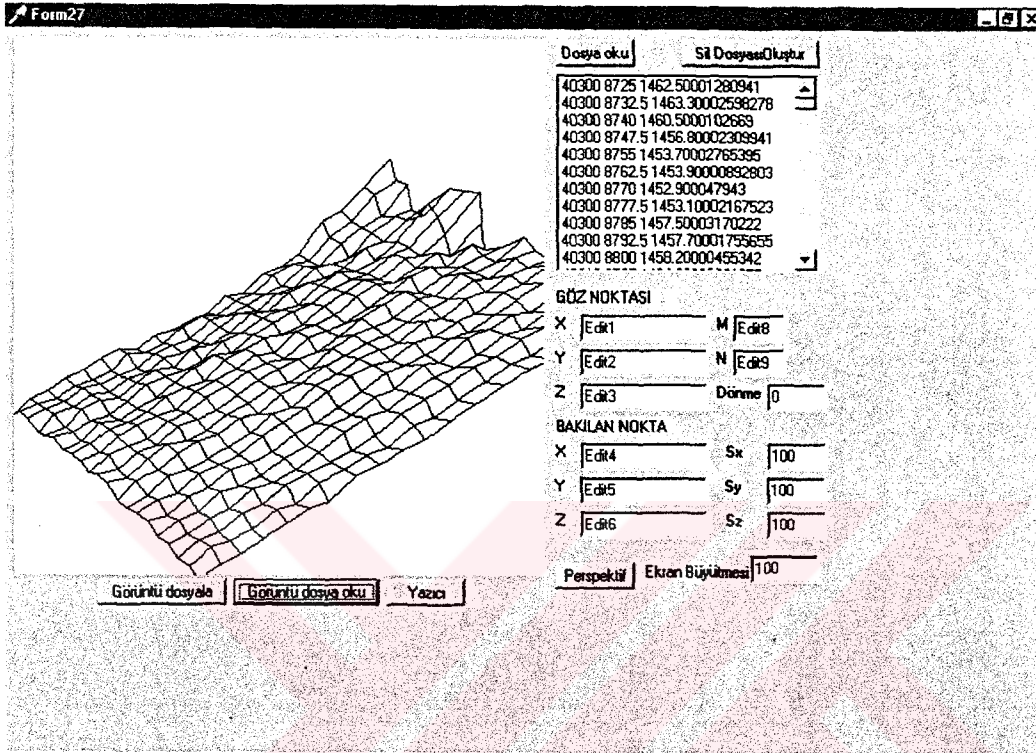 Form27
Dosya oku Sil DosyasıOluştur
40300 8725 1462.50001280941
40300 8732.5 1463.30002598278
40300 8740 1460.5000102669
40300 8747.5 1456.80002309941
40300 8755 1453.70002765395
40300 8762.5 1453.90000892803
40300 8770 1452.900047943
40300 8777.5 1453.10002167523
40300 8785 1457.50003170222
40300 8792.5 1457.70001755655
40300 8800 1458.20000455342
GÖZ NOKTASI
X Edit1 M Edit8
Y Edit2 N Edit9
Z Edit3 Dönme 0
BAKILAN NOKTA
X Edit4 Sx 100
Y Edit5 Sy 100
Z Edit6 Sz 100
Perspektif Ekran Büyütmesi 100
Görüntü dosyala Görüntü dosya oku Yazıcı